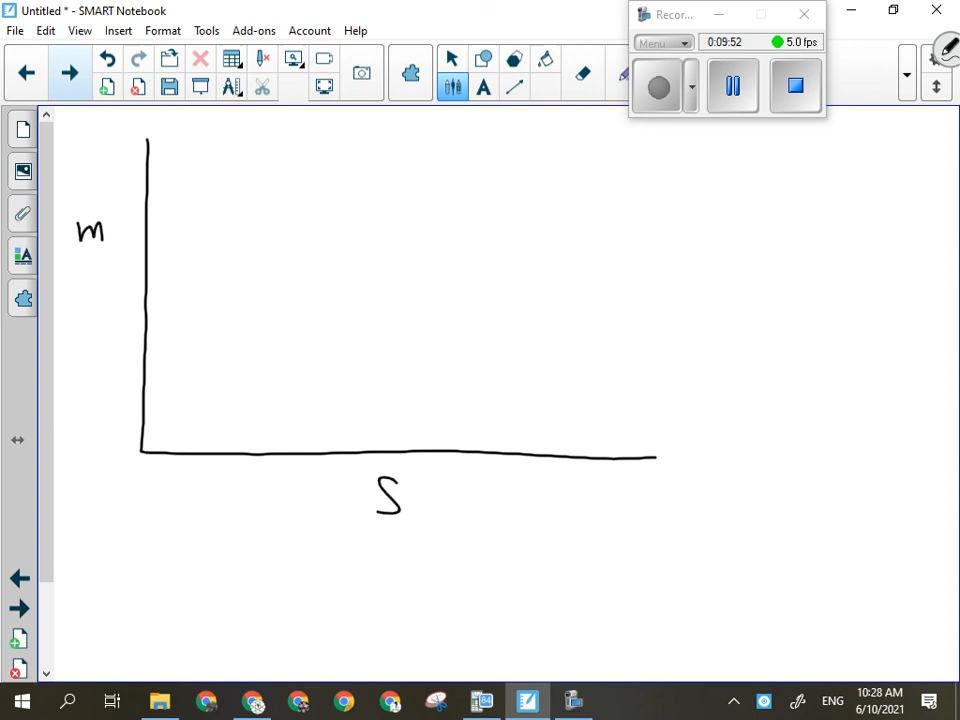 Untitled * - SMART Notebook
Recor...
File Edit View Insert Format Tools Add-ons Account Help
Menu
0:09:52
5.0 fps
A
A
m
S
84
ENG
10:28 AM
6/10/2021